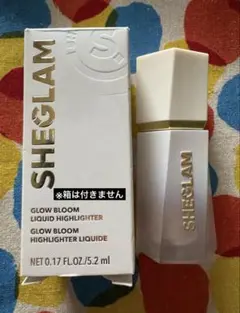 SHEGLAM
※箱は付きません
GLOW BLOOM
LIQUID HIGHLIGHTER
GLOW BLOOM
HIGHLIGHTER LIQUIDE
NET 0.17 FL.OZ./5.2 ml
SHEGLAM